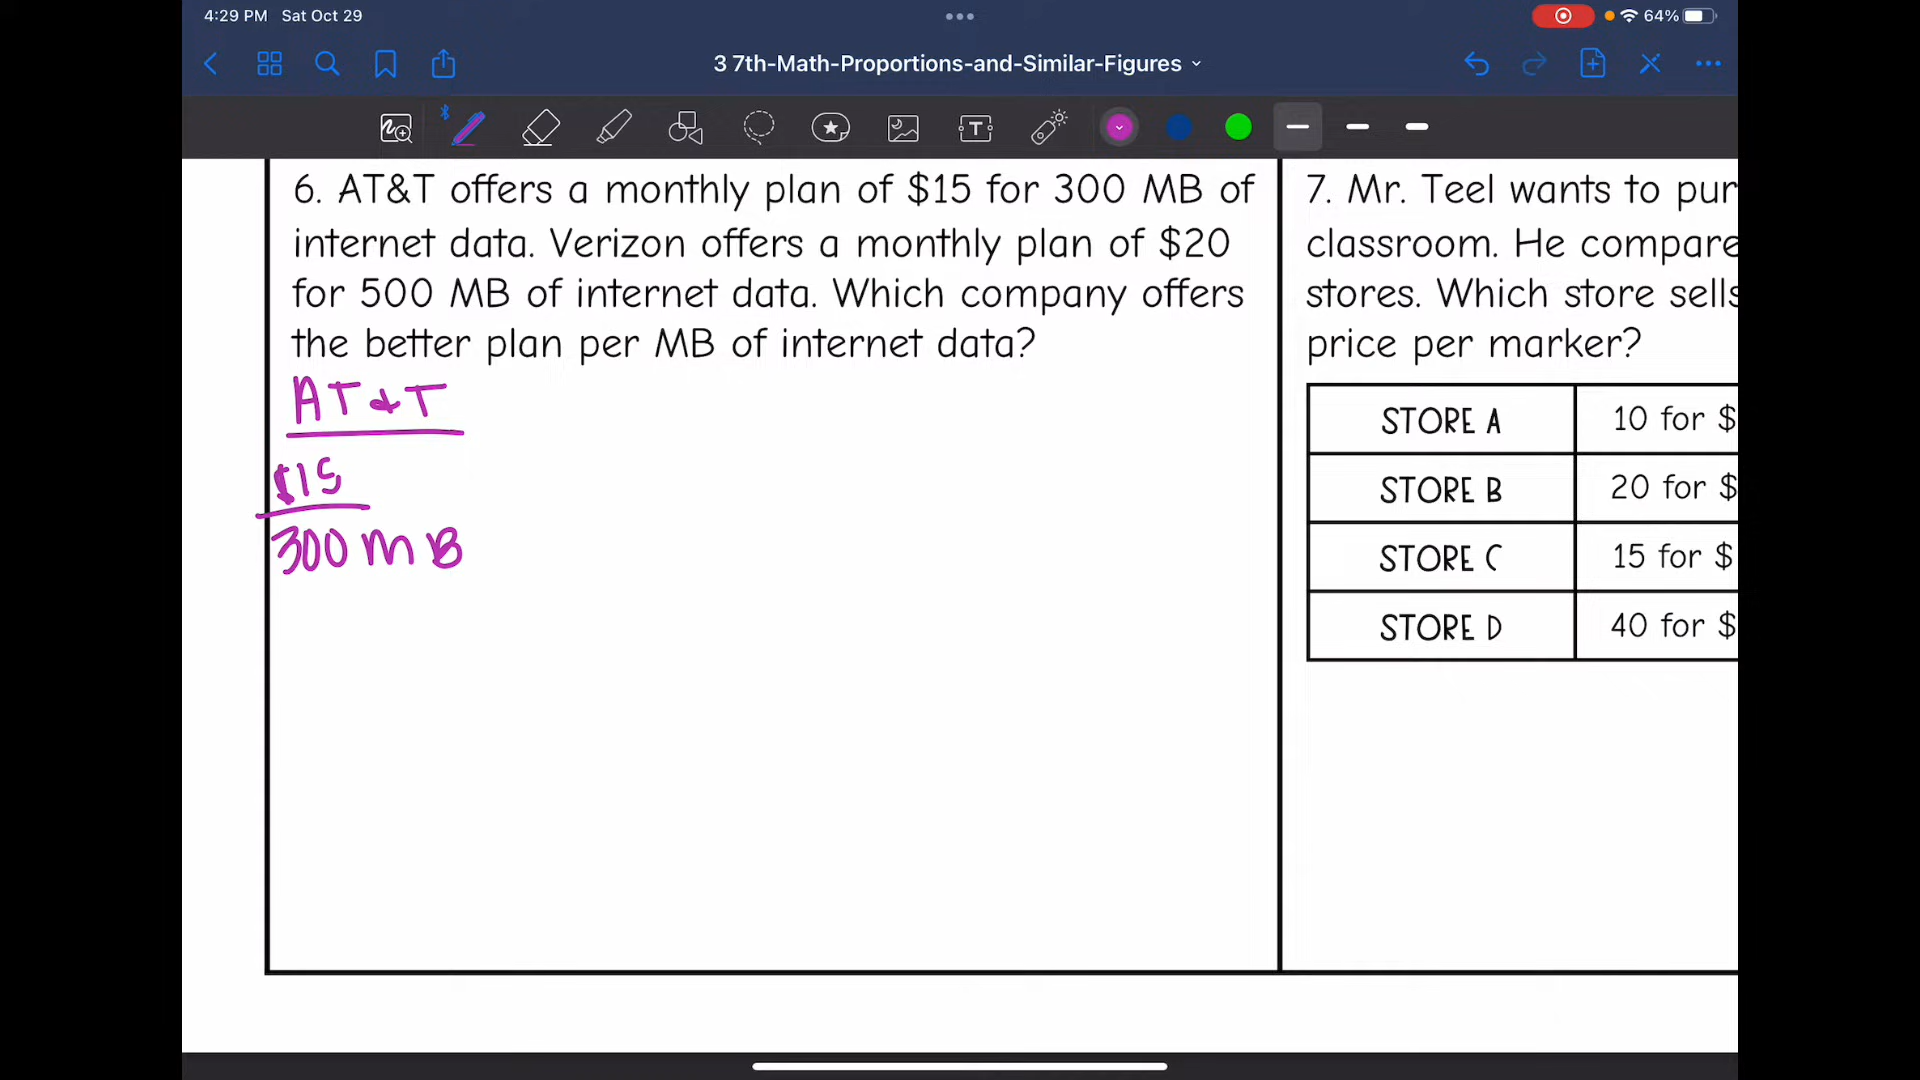 4:29 PM Sat Oct 29
64%
3 7th-Math-Proportions-and-Similar-Figures
6. AT&T offers a monthly plan of $15 for 300 MB of
internet data. Verizon offers a monthly plan of $20
for 500 MB of internet data. Which company offers
the better plan per MB of internet data?
AT&T
$15
300 MB
7. Mr. Teel wants to pur
classroom. He compare
stores. Which store sells
price per marker?
STORE A 10 for $
STORE B 20 for $
STORE C 15 for $
STORE D 40 for $